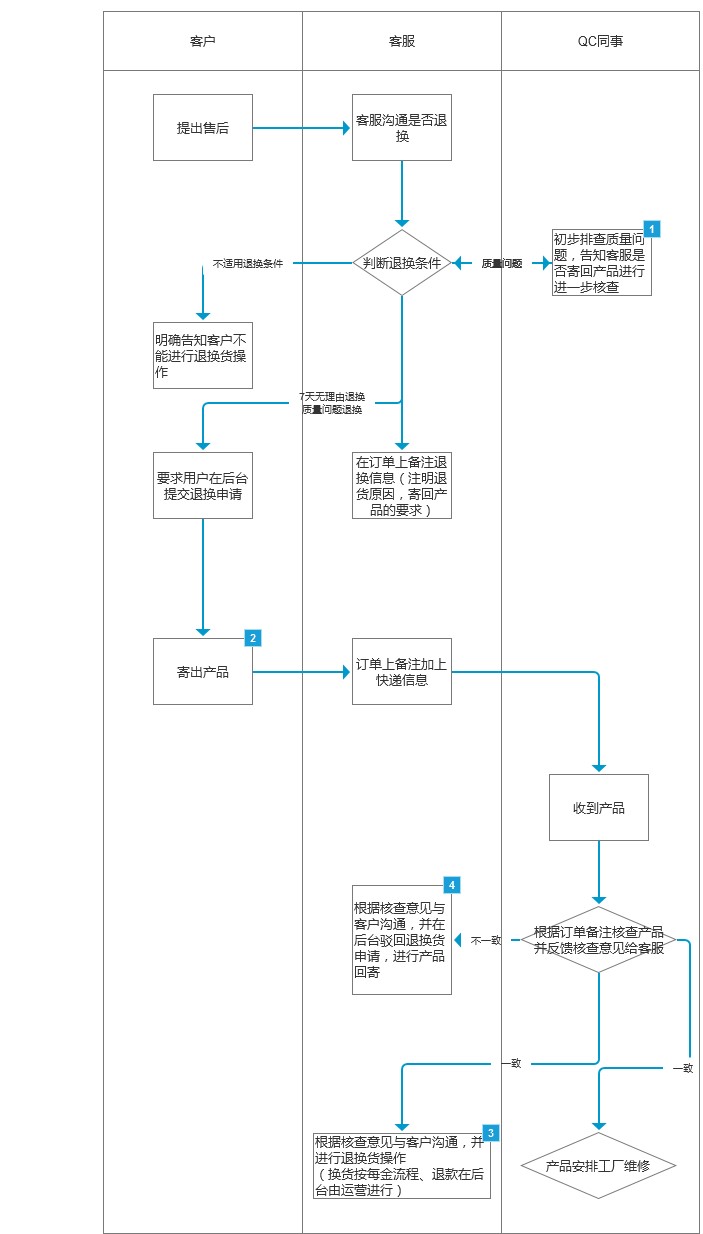 客户
客服
QC同事
提出售后
客服沟通是否退
换
1
初步排查质量问
题，告知客服是
否寄回产品进行
进一步核查
不适用退换条件
判断退换条件
质量问题
明确告知客户不
能进行退换货操
作
7天无理由退换
质量问题退换
要求用户在后台
提交退换申请
在订单上备注退
换信息（注明退
货原因，寄回产
品的要求）
2
寄出产品
订单上备注加上
快递信息
收到产品
4
根据核查意见与
客户沟通，并在
后台驳回退换货
申请，进行产品
回寄
不一致
根据订单备注核查产品
并反馈核查意见给客服
一致
一致
3
根据核查意见与客户沟通，并
进行退换货操作
（换货按每金流程、退款在后
台由运营进行）
产品安排工厂维修